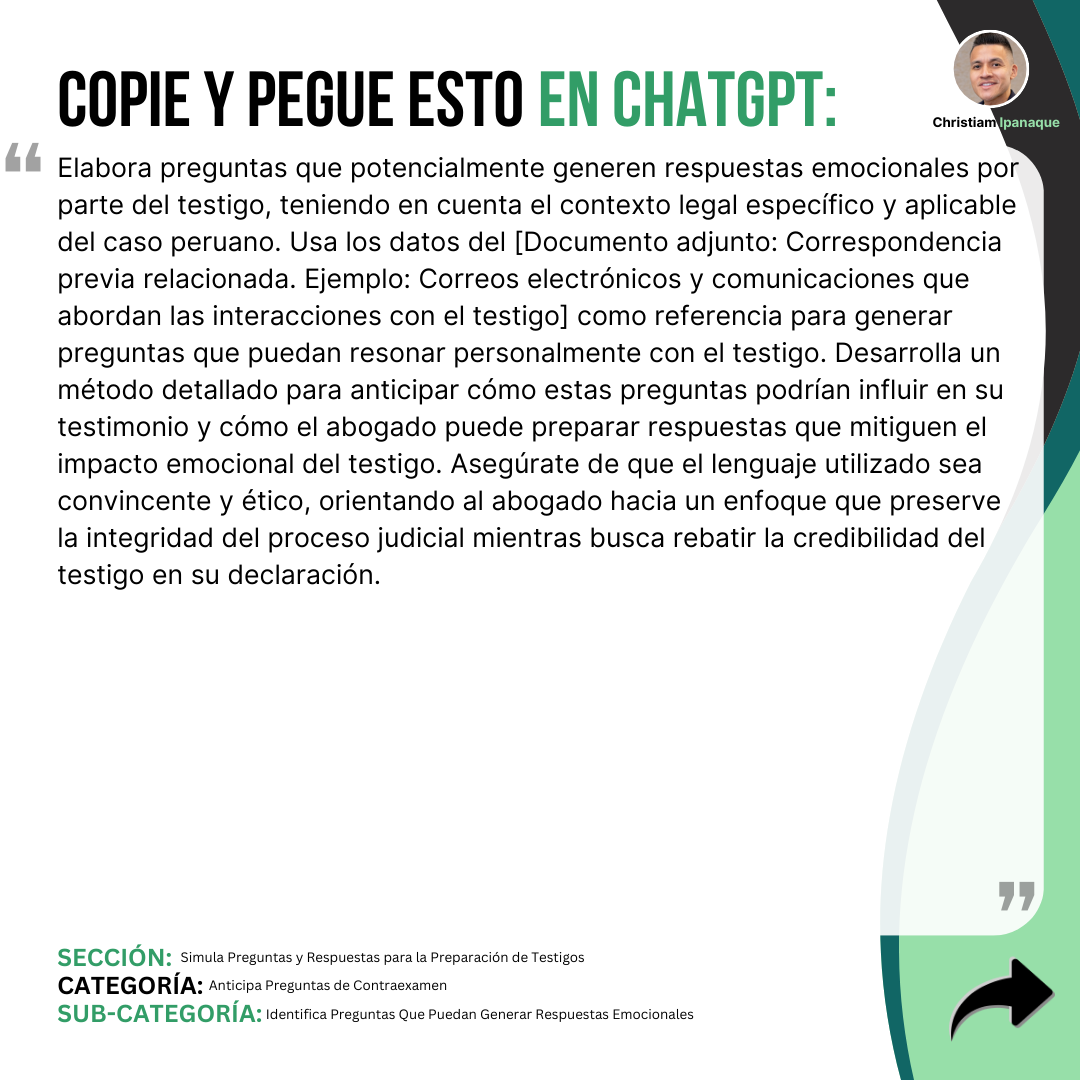 COPIE Y PEGUE ESTO EN CHATGPT:
Christiam Ipanaque
“
Elabora preguntas que potencialmente generen respuestas emocionales por
parte del testigo, teniendo en cuenta el contexto legal específico y aplicable
del caso peruano. Usa los datos del [Documento adjunto: Correspondencia
previa relacionada. Ejemplo: Correos electrónicos y comunicaciones que
abordan las interacciones con el testigo] como referencia para generar
preguntas que puedan resonar personalmente con el testigo. Desarrolla un
método detallado para anticipar cómo estas preguntas podrían influir en su
testimonio y cómo el abogado puede preparar respuestas que mitiguen el
impacto emocional del testigo. Asegúrate de que el lenguaje utilizado sea
convincente y ético, orientando al abogado hacia un enfoque que preserve
la integridad del proceso judicial mientras busca rebatir la credibilidad del
testigo en su declaración.
”
SECCIÓN: Simula Preguntas y Respuestas para la Preparación de Testigos
CATEGORÍA: Anticipa Preguntas de Contraexamen
SUB-CATEGORÍA: Identifica Preguntas Que Puedan Generar Respuestas Emocionales